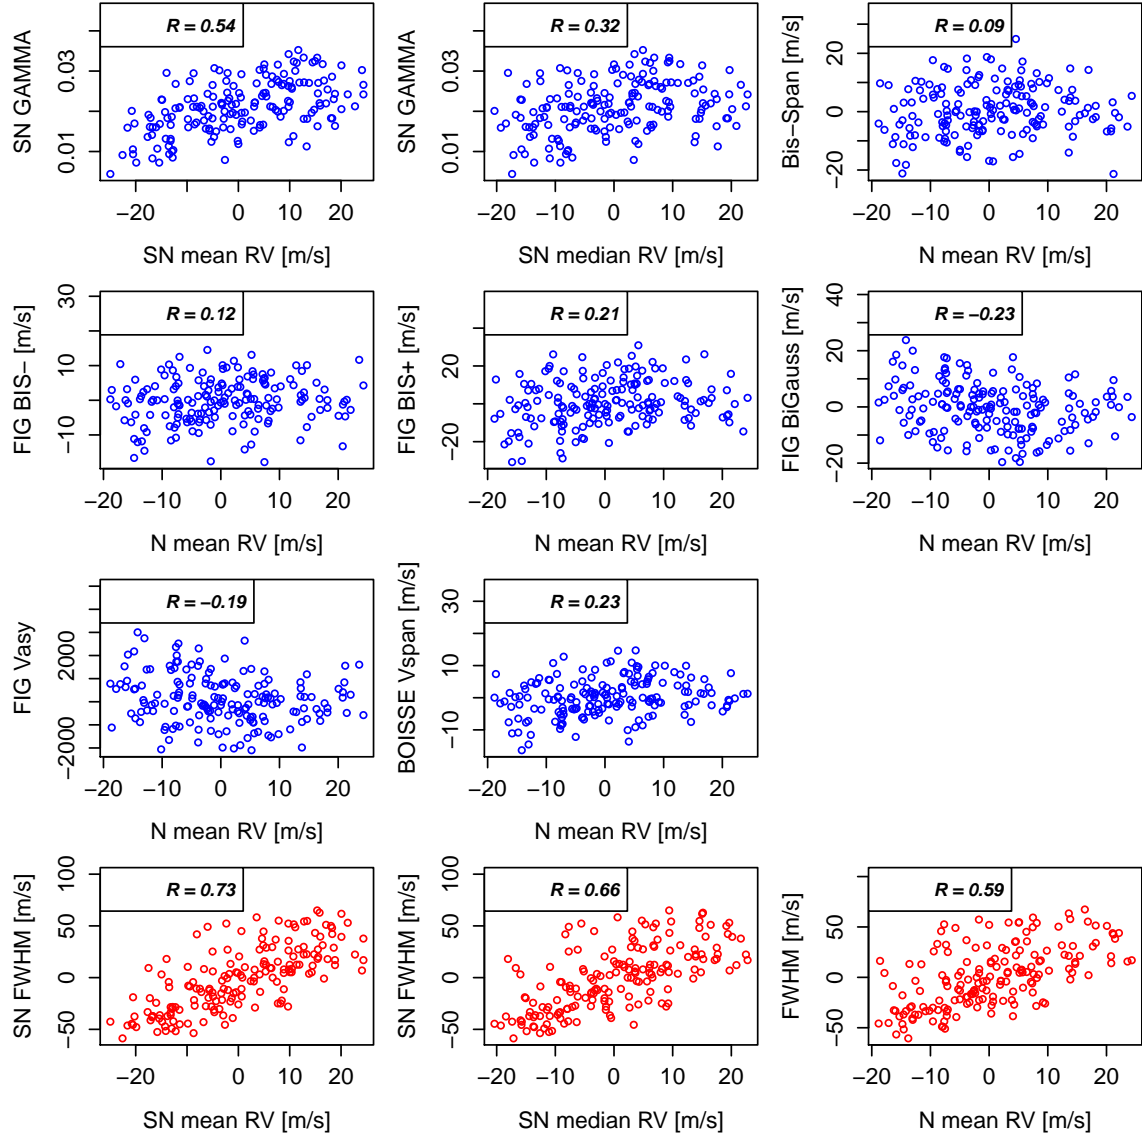 R = 0.54
SN GAMMA
0.01 0.03
−20 0 10 20
SN mean RV [m/s]
R = 0.32
SN GAMMA
0.01 0.03
−20 −10 0 10 20
SN median RV [m/s]
R = 0.09
Bis−Span [m/s]
−20 0 20
−20 −10 0 10 20
N mean RV [m/s]
R = 0.12
FIG BIS− [m/s]
−10 10 30
−20 −10 0 10 20
N mean RV [m/s]
R = 0.21
FIG BIS+ [m/s]
−20 20
−20 −10 0 10 20
N mean RV [m/s]
R = −0.23
FIG BiGauss [m/s]
−20 0 20 40
−20 −10 0 10 20
N mean RV [m/s]
R = −0.19
FIG Vasy
−2000 2000
−20 −10 0 10 20
N mean RV [m/s]
R = 0.23
BOISSE Vspan [m/s]
−10 10 30
−20 −10 0 10 20
N mean RV [m/s]
R = 0.73
SN FWHM [m/s]
−50 0 50 100
−20 0 10 20
SN mean RV [m/s]
R = 0.66
SN FWHM [m/s]
−50 0 50 100
−20 −10 0 10 20
SN median RV [m/s]
R = 0.59
FWHM [m/s]
−50 0 50
−20 −10 0 10 20
N mean RV [m/s]